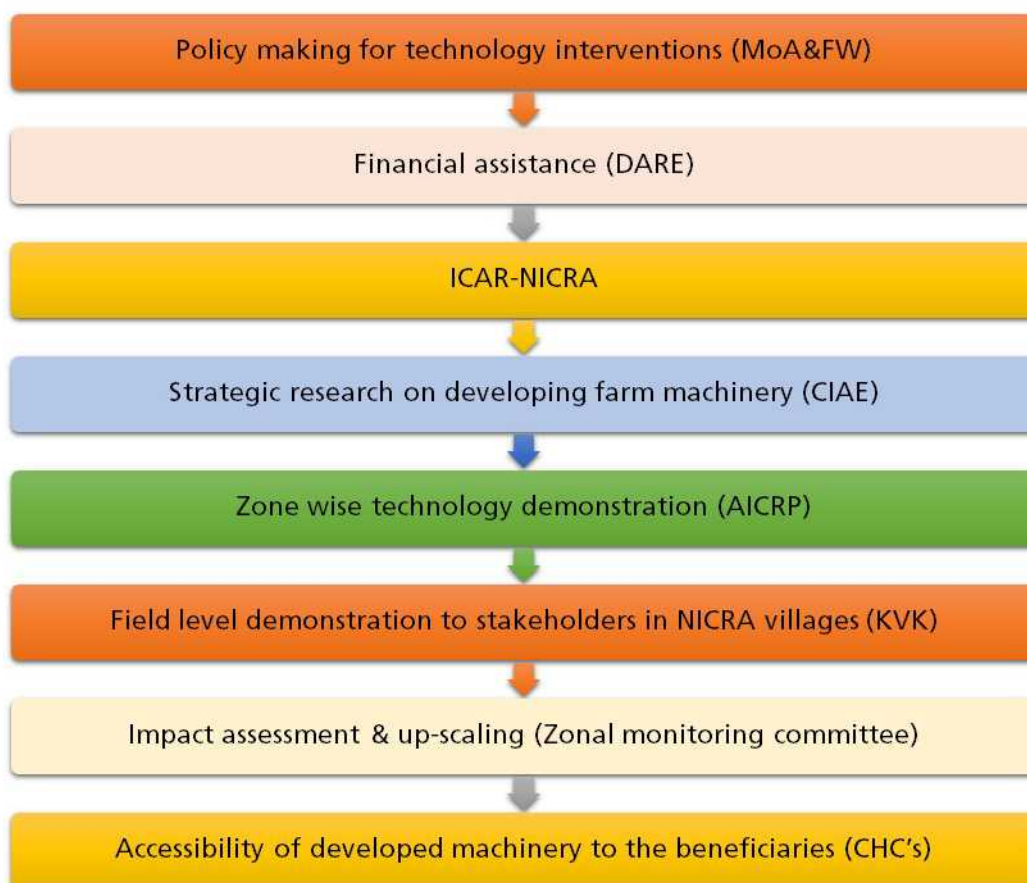 Policy making for technology interventions (MoA&FW)
Financial assistance (DARE)
ICAR-NICRA
Strategic research on developing farm machinery (CIAE)
Zone wise technology demonstration (AICRP)
Field level demonstration to stakeholders in NICRA villages (KVK)
Impact assessment & up-scaling (Zonal monitoring committee)
Accessibility of developed machinery to the beneficiaries (CHC's)